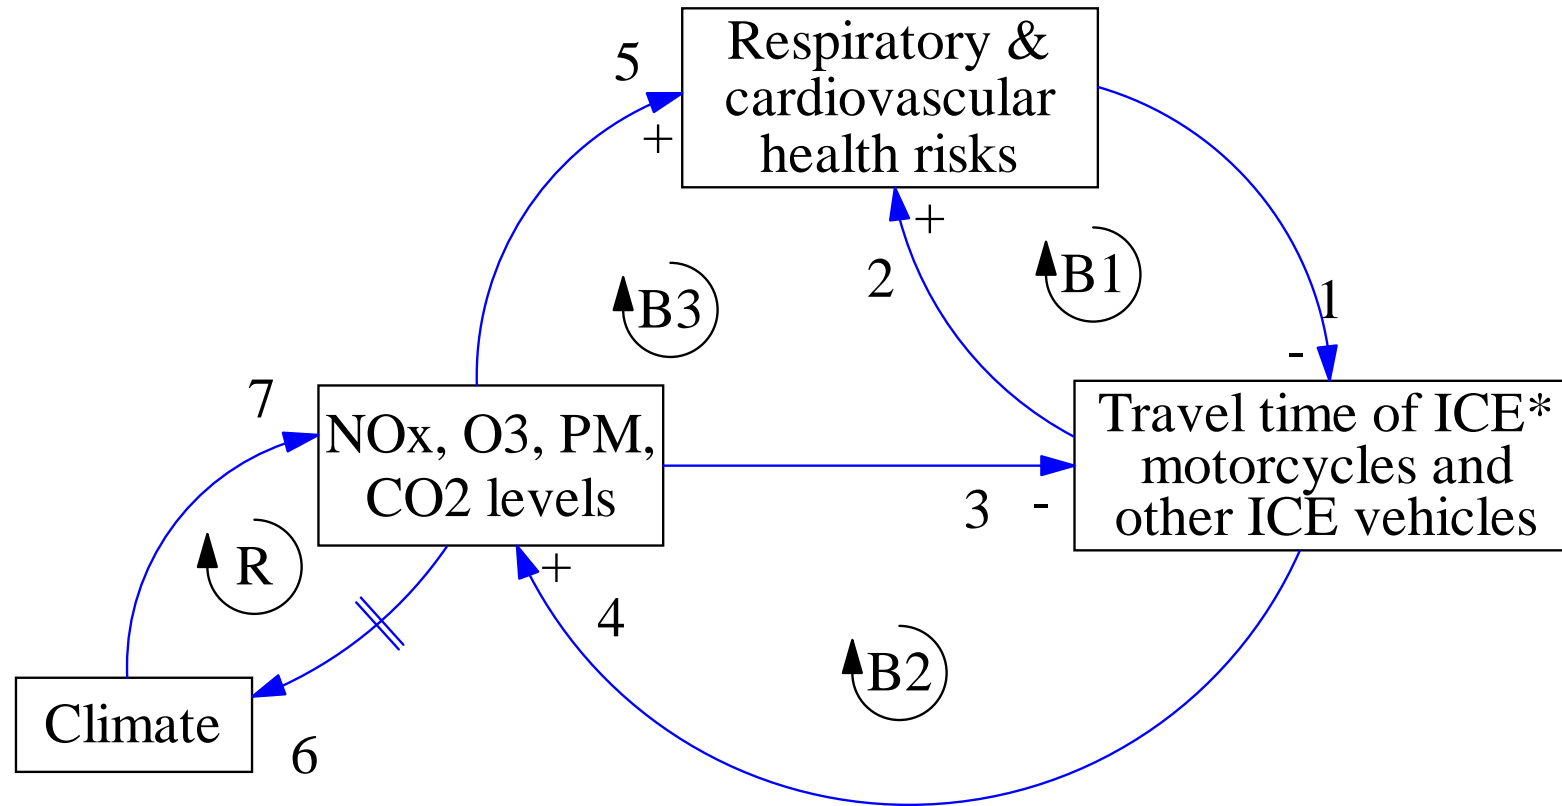 5
Respiratory &
cardiovascular
health risks
+
+
2
B1
1
-
B3
7
NOx, O3, PM,
CO2 levels
Travel time of ICE*
motorcycles and
other ICE vehicles
3
-
R
+
4
B2
Climate
6